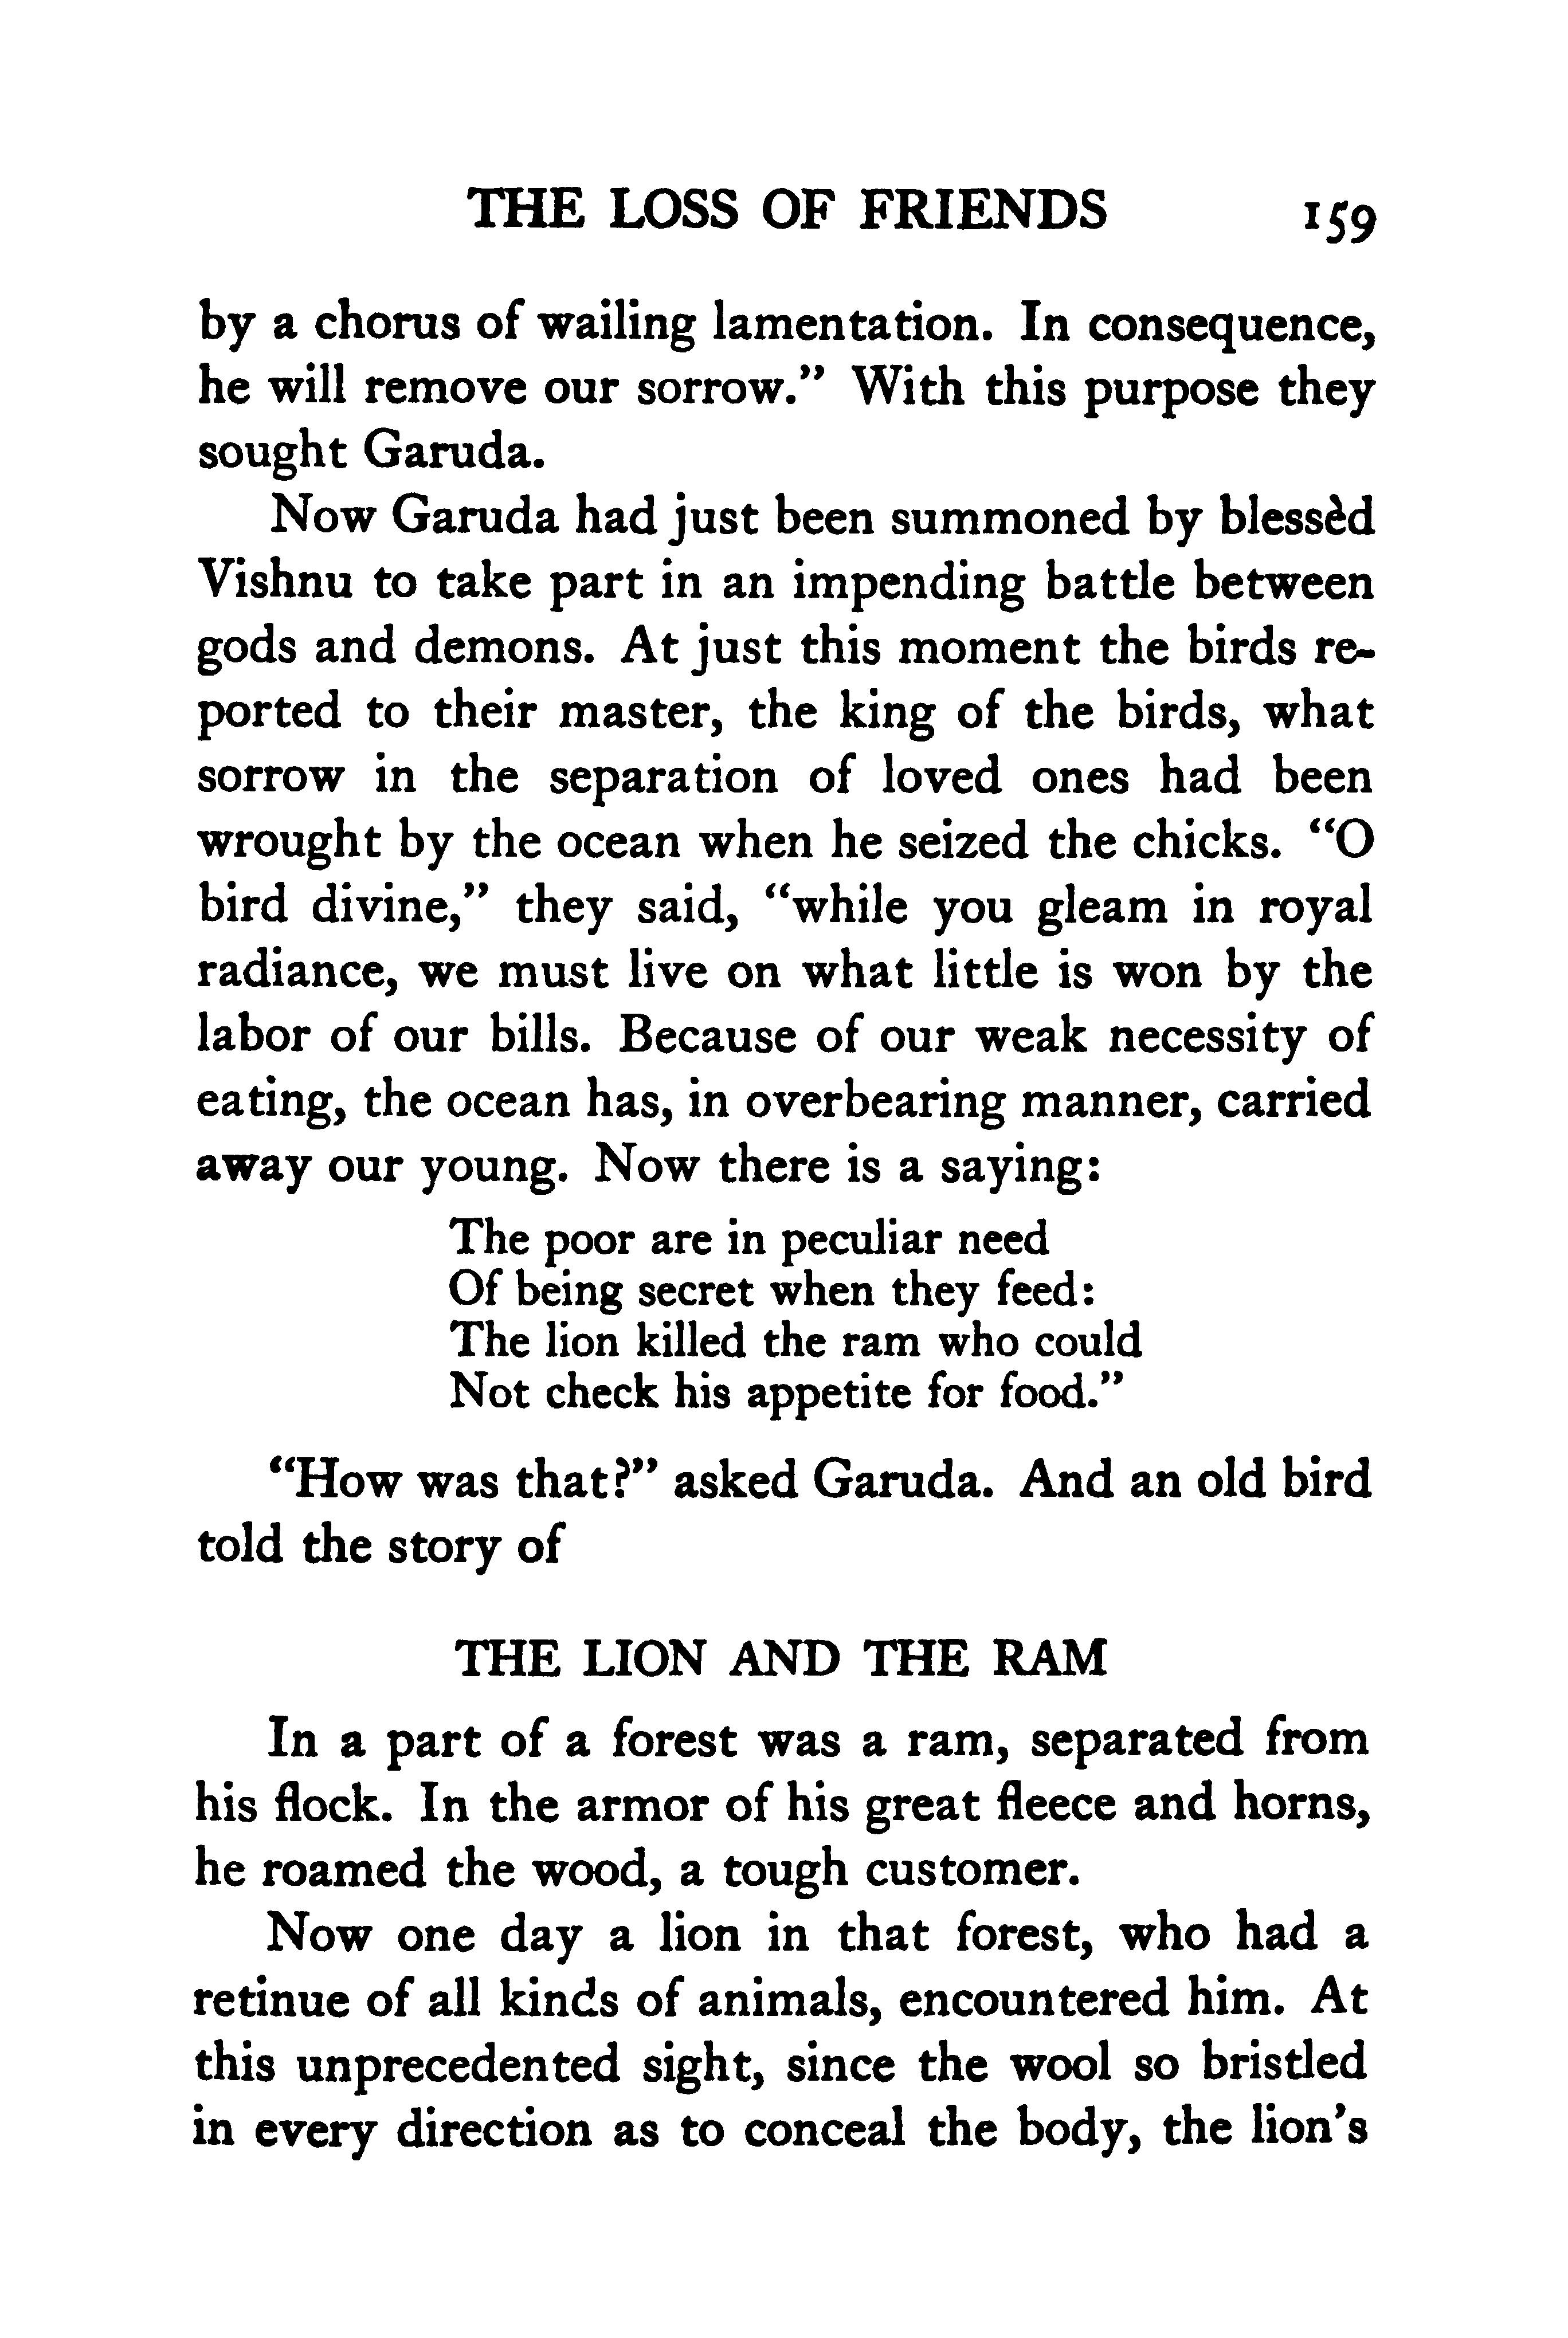 THE LOSS OF FRIENDS 159
by a chorus of wailing lamentation. In consequence,
he will remove our sorrow.” With this purpose they
sought Garuda.
Now Garuda had just been summoned by blessèd
Vishnu to take part in an impending battle between
gods and demons. At just this moment the birds re-
ported to their master, the king of the birds, what
sorrow in the separation of loved ones had been
wrought by the ocean when he seized the chicks. “O
bird divine,” they said, “while you gleam in royal
radiance, we must live on what little is won by the
labor of our bills. Because of our weak necessity of
eating, the ocean has, in overbearing manner, carried
away our young. Now there is a saying:
The poor are in peculiar need
Of being secret when they feed:
The lion killed the ram who could
Not check his appetite for food.”
“How was that?” asked Garuda. And an old bird
told the story of
THE LION AND THE RAM
In a part of a forest was a ram, separated from
his flock. In the armor of his great fleece and horns,
he roamed the wood, a tough customer.
Now one day a lion in that forest, who had a
retinue of all kinds of animals, encountered him. At
this unprecedented sight, since the wool so bristled
in every direction as to conceal the body, the lion’s